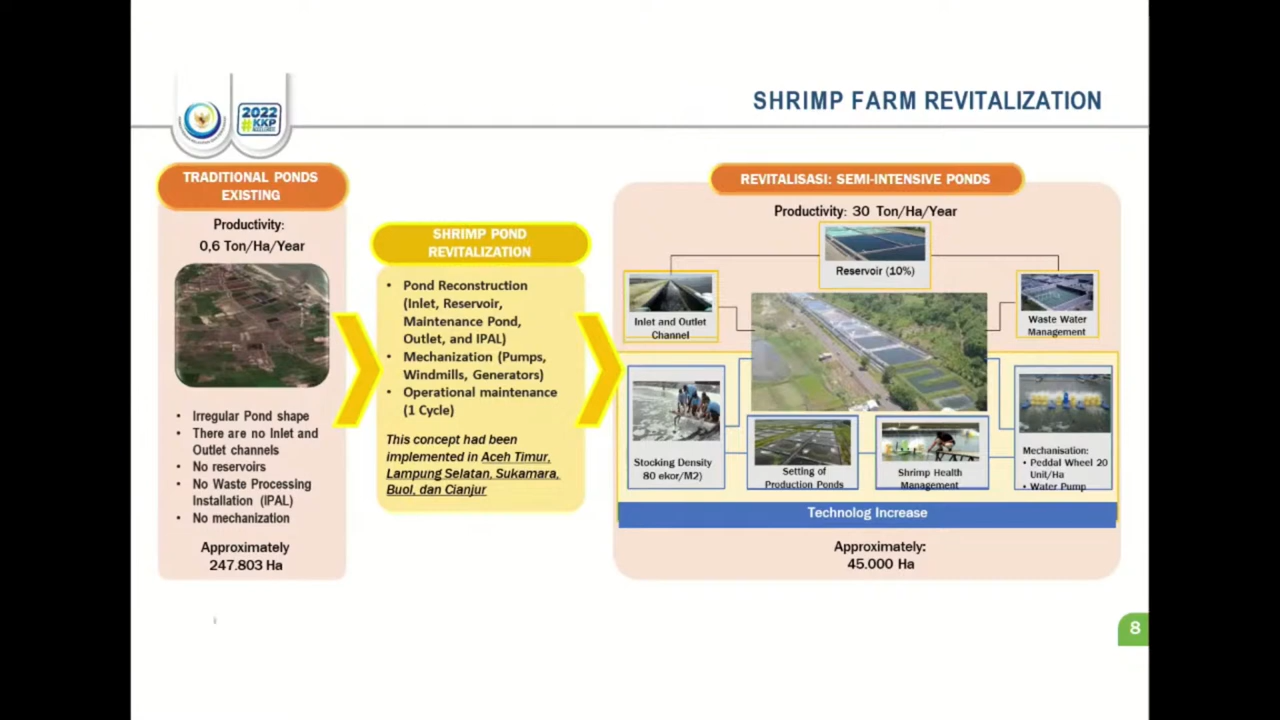 SHRIMP FARM REVITALIZATION
2022
#KKP
TRADITIONAL PONDS
EXISTING
Productivity:
0,6 Ton/Ha/Year
• Irregular Pond shape
• There are no Inlet and
Outlet channels
• No reservoirs
• No Waste Processing
Installation (IPAL)
• No mechanization
Approximately
247.803 Ha
SHRIMP POND
REVITALIZATION
• Pond Reconstruction
(Inlet, Reservoir,
Maintenance Pond,
Outlet, and IPAL)
• Mechanization (Pumps,
Windmills, Generators)
• Operational maintenance
(1 Cycle)
This concept had been
implemented in Aceh Timur,
Lampung Selatan, Sukamara,
Buol, dan Cianjur
REVITALISASI: SEMI-INTENSIVE PONDS
Productivity: 30 Ton/Ha/Year
Reservoir (10%)
Inlet and Outlet
Channel
Waste Water
Management
Stocking Density
80 ekor/M2)
Setting of
Production Ponds
Shrimp Health
Management
Mechanisation:
• Peddal Wheel 20
Unit/Ha
• Water Pump
Technolog Increase
Approximately:
45.000 Ha
8